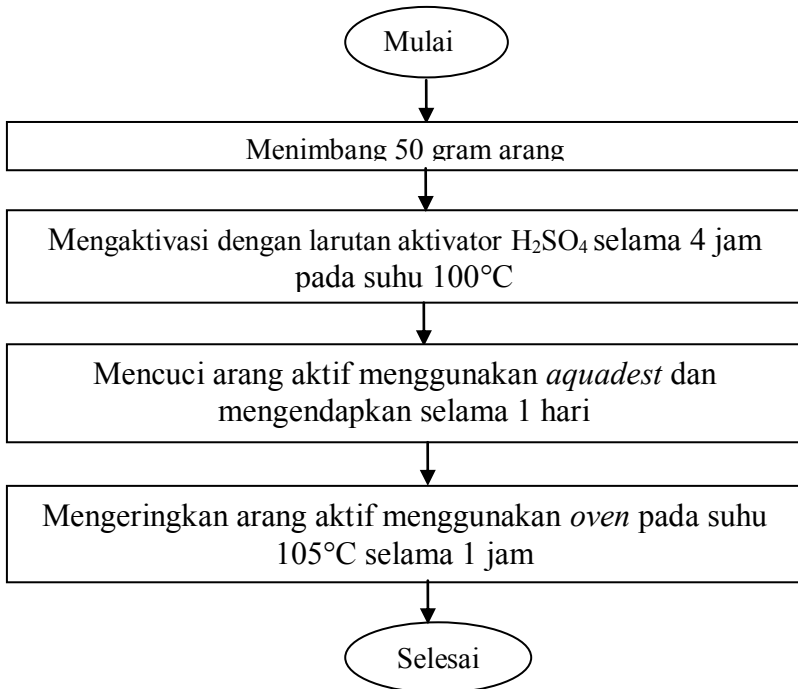 Mulai
Menimbang 50 gram arang
Mengaktivasi dengan larutan aktivator H₂SO₄ selama 4 jam
pada suhu 100°C
Mencuci arang aktif menggunakan aquadest dan
mengendapkan selama 1 hari
Mengeringkan arang aktif menggunakan oven pada suhu
105°C selama 1 jam
Selesai